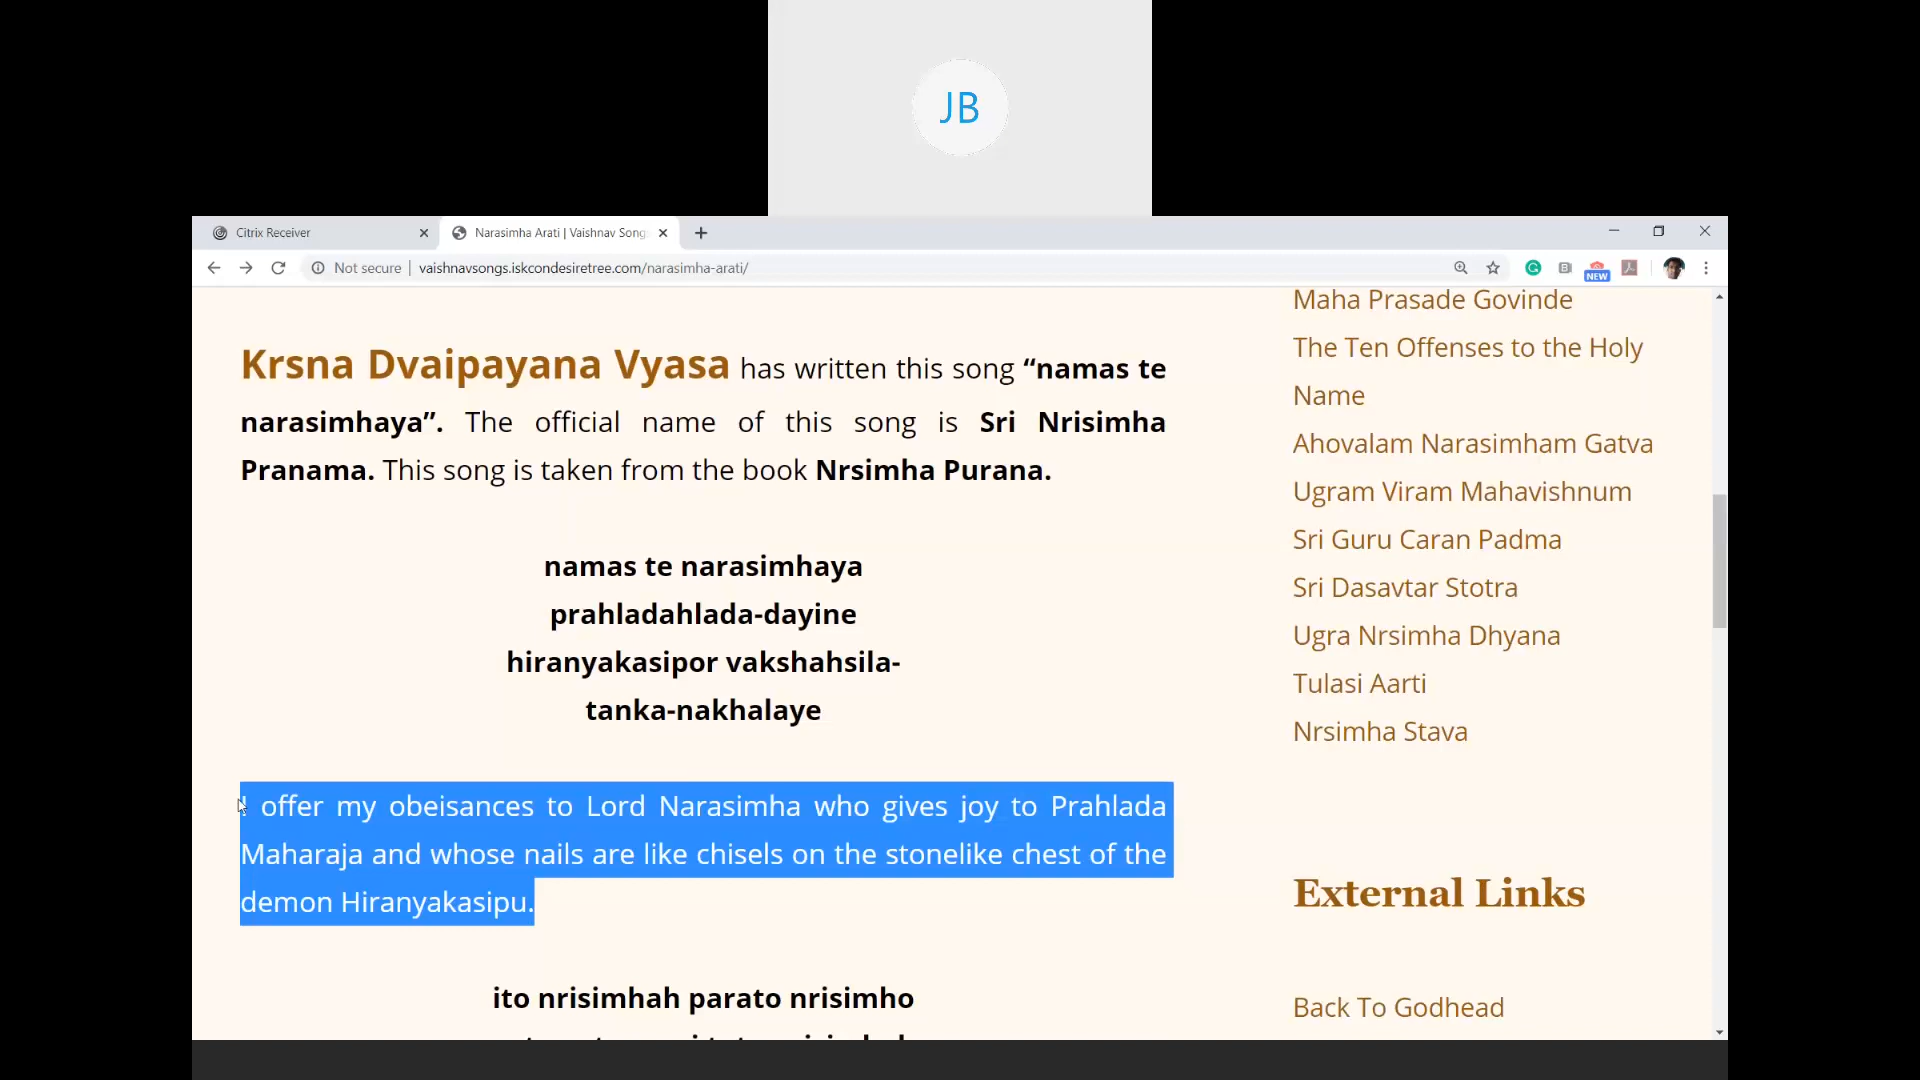 JB
Citrix Receiver
Narasimha Arati | Vaishnav Song
Not secure
vaishnavsongs.iskcondesiretree.com/narasimha-arati/
NEW
Krsna Dvaipayana Vyasa has written this song “namas te
narasimhaya”. The official name of this song is Sri Nrisimha
Pranama. This song is taken from the book Nrsimha Purana.
namas te narasimhaya
prahladahlada-dayine
hiranyakasipor vakshahsila-
tanka-nakhalaye
I offer my obeisances to Lord Narasimha who gives joy to Prahlada
Maharaja and whose nails are like chisels on the stonelike chest of the
demon Hiranyakasipu.
ito nrisimhah parato nrisimho
Maha Prasade Govinde
The Ten Offenses to the Holy
Name
Ahovalam Narasimham Gatva
Ugram Viram Mahavishnum
Sri Guru Caran Padma
Sri Dasavtar Stotra
Ugra Nrsimha Dhyana
Tulasi Aarti
Nrsimha Stava
External Links
Back To Godhead